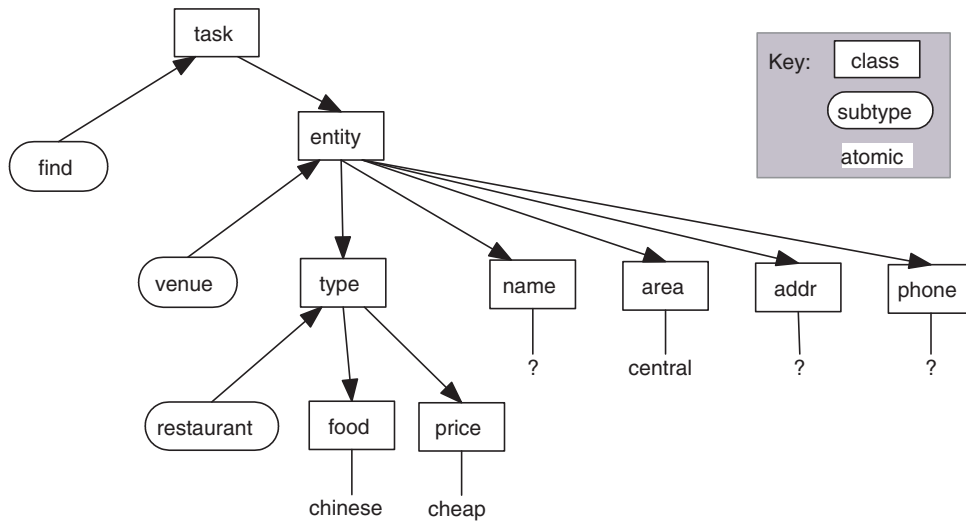 task
Key:
class
subtype
atomic
entity
find
venue
type
name
area
addr
phone
?
central
?
?
restaurant
food
price
chinese
cheap